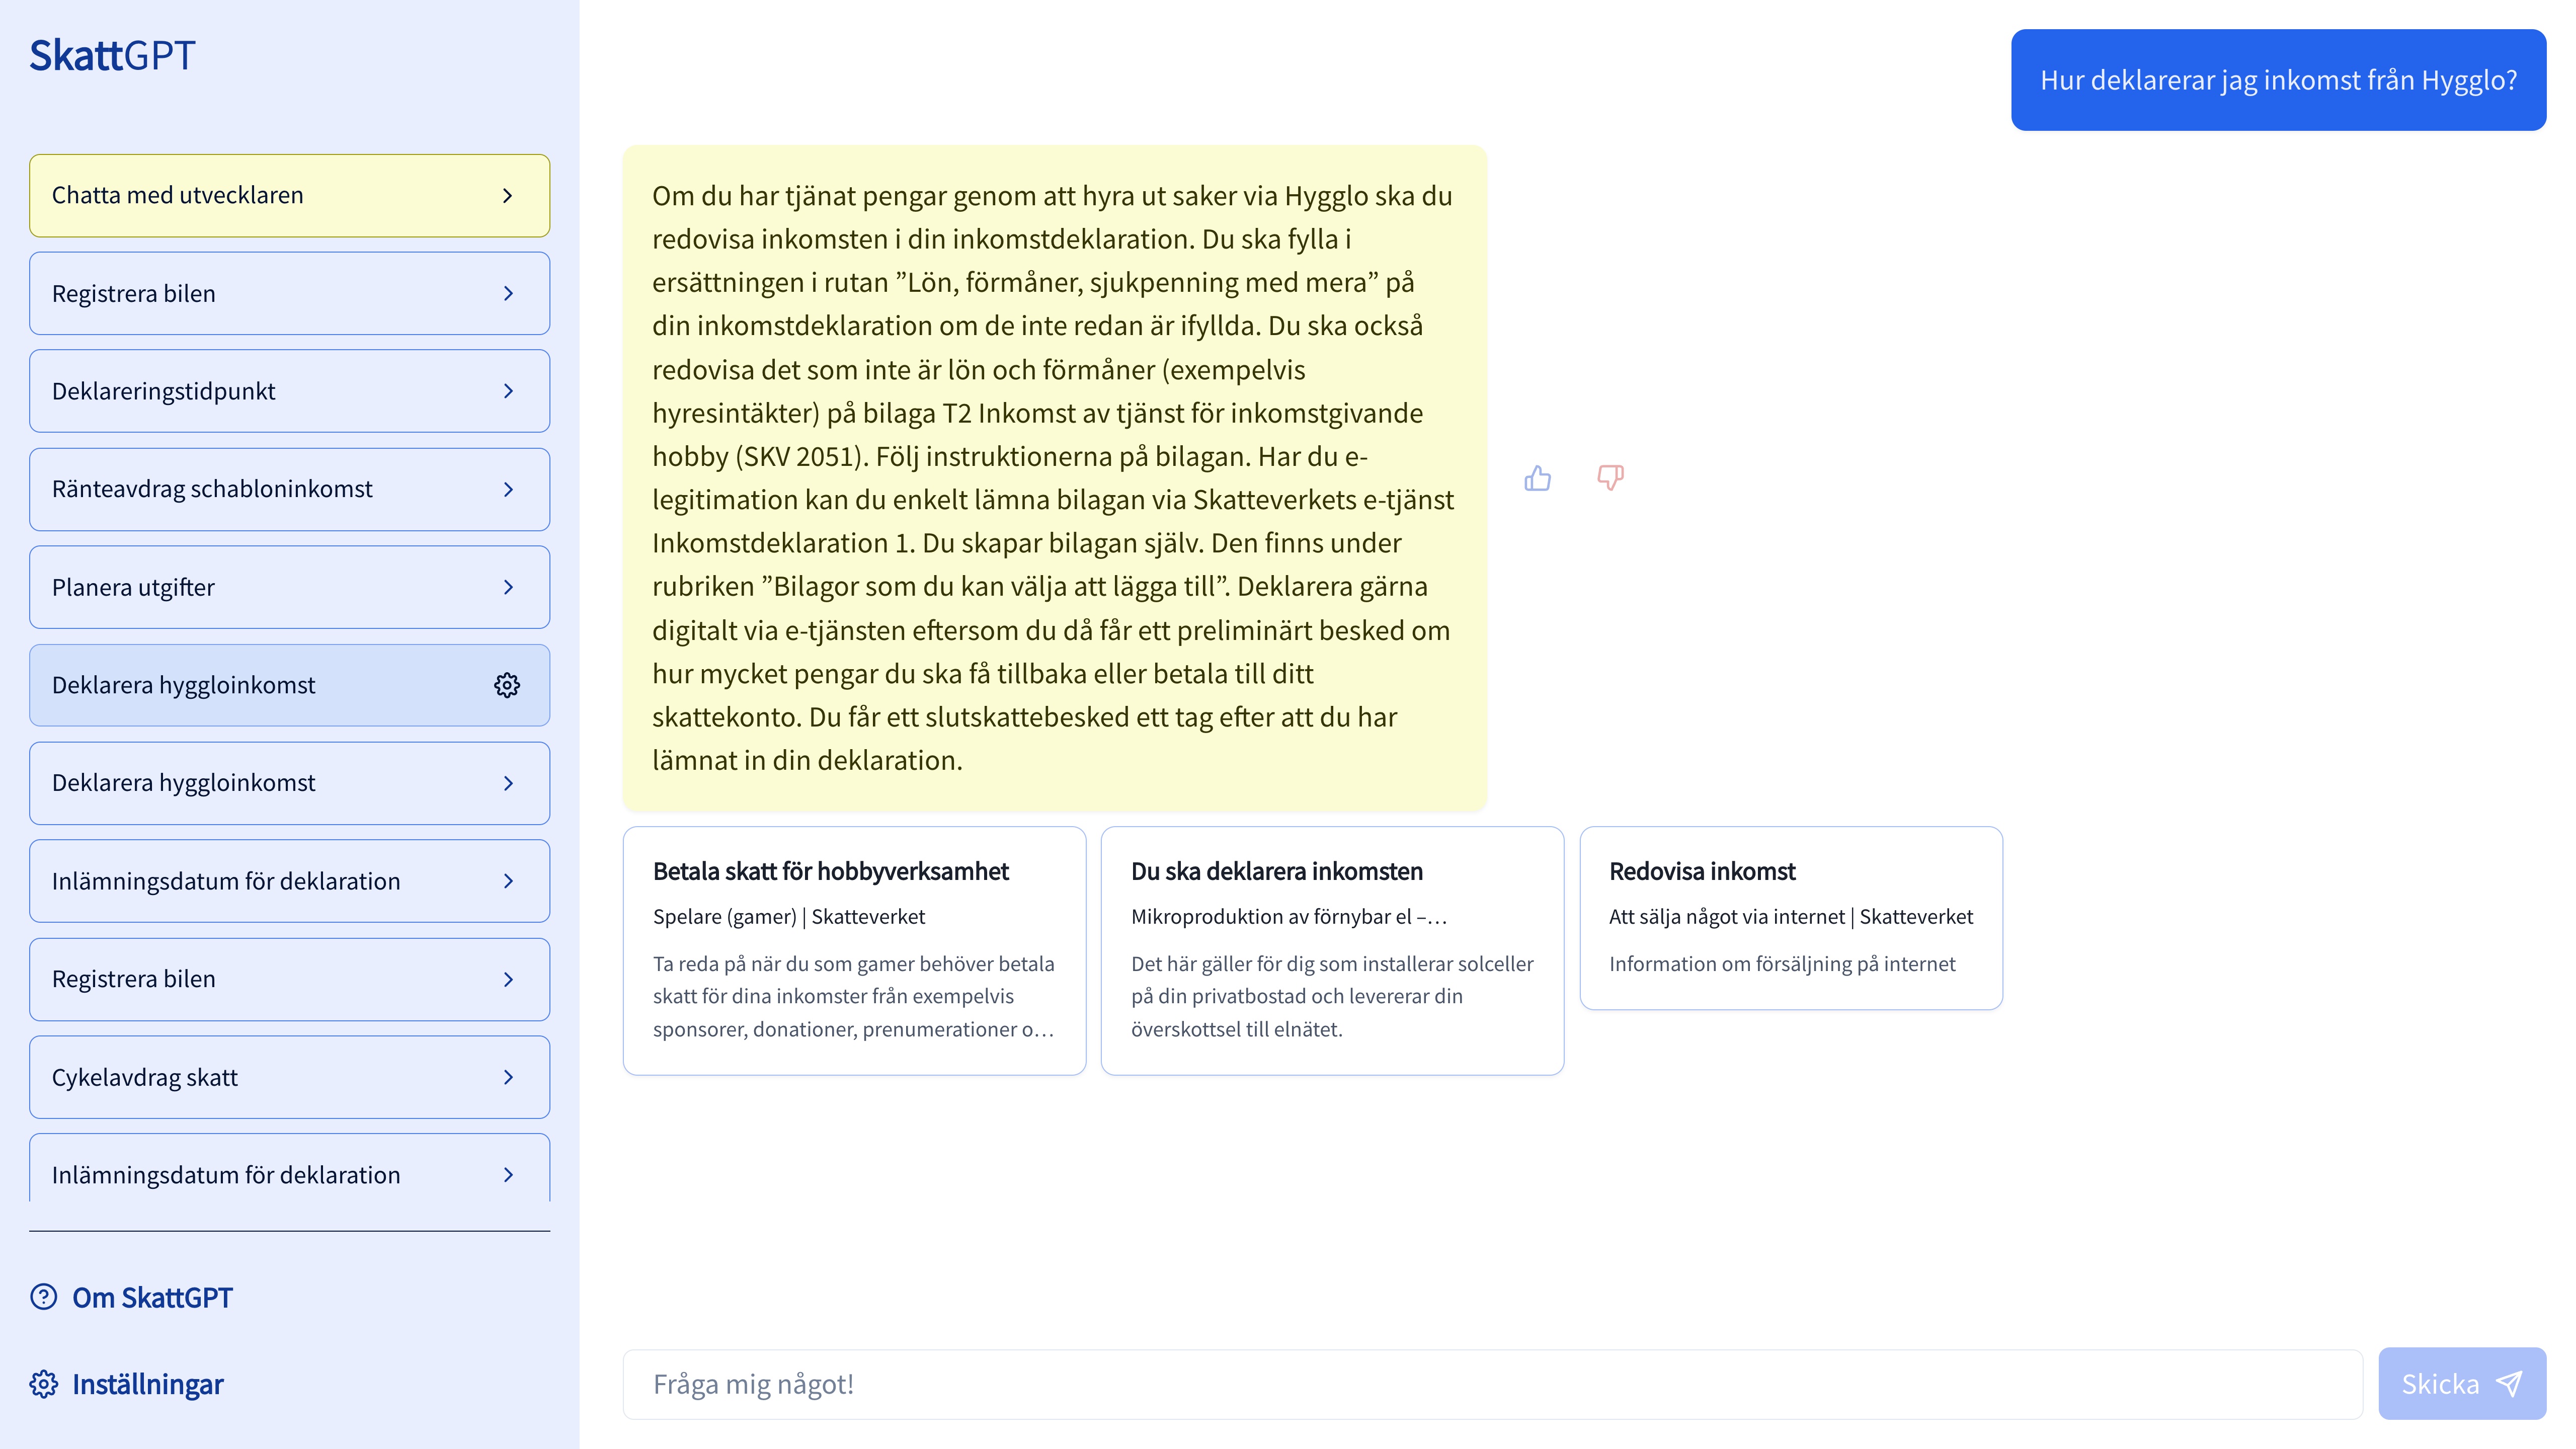 SkattGPT
Chatta med utvecklaren
Registrera bilen
Deklareringstidpunkt
Ränteavdrag schabloninkomst
Planera utgifter
Deklarera hyggloinkomst
Deklarera hyggloinkomst
Inlämningsdatum för deklaration
Registrera bilen
Cykelavdrag skatt
Inlämningsdatum för deklaration
Om SkattGPT
Inställningar
Hur deklarerar jag inkomst från Hygglo?
Om du har tjänat pengar genom att hyra ut saker via Hygglo ska du
redovisa inkomsten i din inkomstdeklaration. Du ska fylla i
ersättningen i rutan ”Lön, förmåner, sjukpenning med mera” på
din inkomstdeklaration om de inte redan är ifyllda. Du ska också
redovisa det som inte är lön och förmåner (exempelvis
hyresintäkter) på bilaga T2 Inkomst av tjänst för inkomstgivande
hobby (SKV 2051). Följ instruktionerna på bilagan. Har du e-
legitimation kan du enkelt lämna bilagan via Skatteverkets e-tjänst
Inkomstdeklaration 1. Du skapar bilagan själv. Den finns under
rubriken ”Bilagor som du kan välja att lägga till”. Deklarera gärna
digitalt via e-tjänsten eftersom du då får ett preliminärt besked om
hur mycket pengar du ska få tillbaka eller betala till ditt
skattekonto. Du får ett slutskattebesked ett tag efter att du har
lämnat in din deklaration.
Betala skatt för hobbyverksamhet
Spelare (gamer) | Skatteverket
Ta reda på när du som gamer behöver betala
skatt för dina inkomster från exempelvis
sponsorer, donationer, prenumerationer o…
Du ska deklarera inkomsten
Mikroproduktion av förnybar el –…
Det här gäller för dig som installerar solceller
på din privatbostad och levererar din
överskottsel till elnätet.
Redovisa inkomst
Att sälja något via internet | Skatteverket
Information om försäljning på internet
Fråga mig något!
Skicka